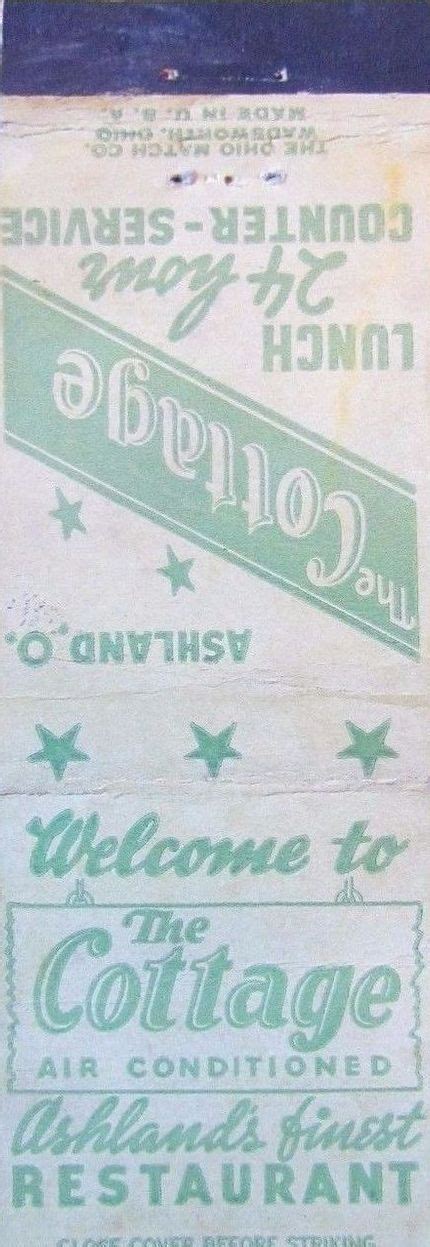 THE OHIO MATCH CO.
WADSWORTH, OHIO
MADE IN U. S. A.
COUNTER-SERVICE
24 hour
LUNCH
The Cottage
ASHLAND, O.
Welcome to
The
Cottage
AIR CONDITIONED
Ashland's finest
RESTAURANT
CLOSE COVER BEFORE STRIKING